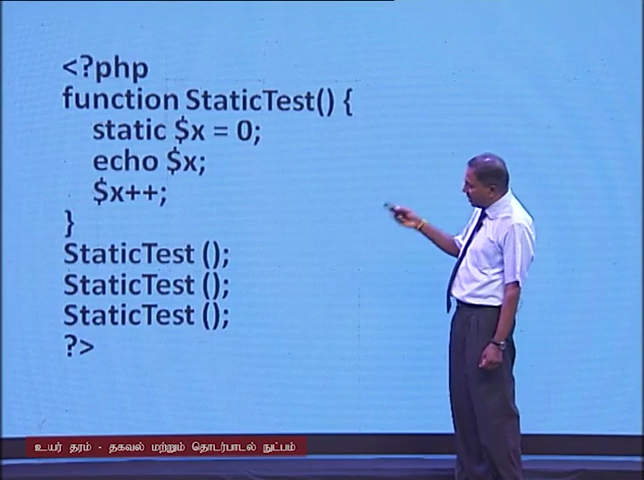 <?php
function StaticTest() {
static $x = 0;
echo $x;
$x++;
}
StaticTest ();
StaticTest ();
StaticTest ();
?>
உயர் தரம் - தகவல் மற்றும் தொடர்பாடல் நுட்பம்